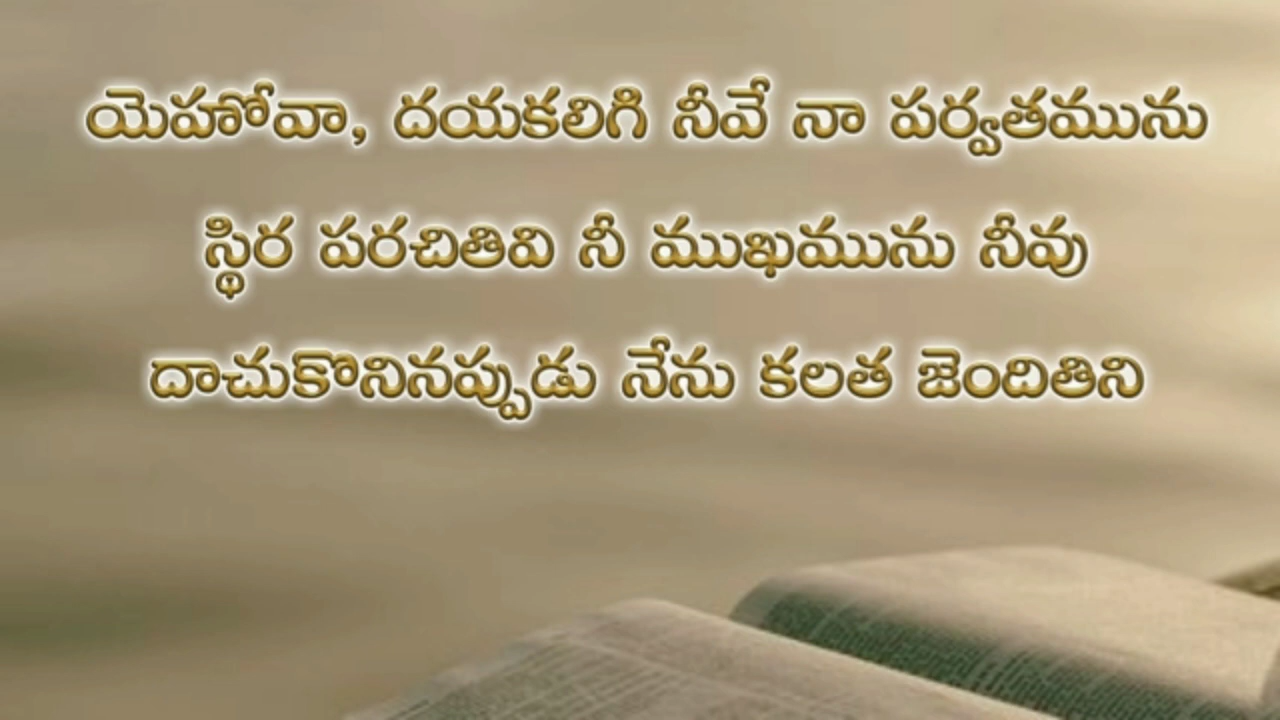 యెహోవా, దయకలిగి నీవే నా పర్వతమును
స్థిర పరచితివి నీ ముఖమును నీవు
దాచుకొనినప్పుడు నేను కలత జెందితిని